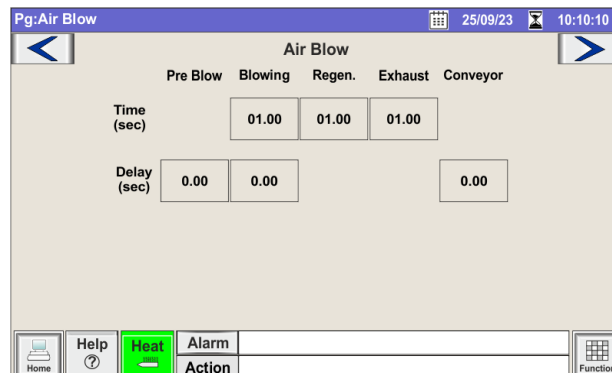 Pg:Air Blow 25/09/23 10:10:10
Air Blow
Pre Blow Blowing Regen. Exhaust Conveyor
Time
(sec) 01.00 01.00 01.00
Delay
(sec) 0.00 0.00 0.00
Home Help ? Heat Alarm
Action Function